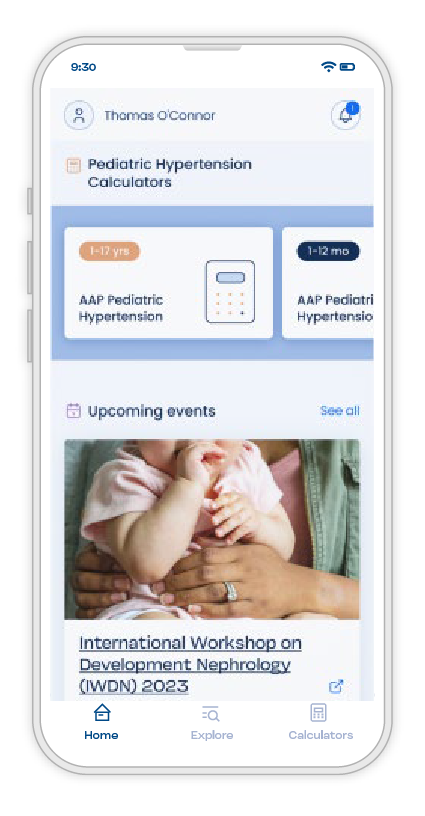 9:30
Thomas O'Connor
1
Pediatric Hypertension
Calculators
1-17 yrs
AAP Pediatric
Hypertension
1-12 mo
AAP Pediatri
Hypertensio
Upcoming events
See all
International Workshop on
Development Nephrology
(IWDN) 2023
Home
Explore
Calculators